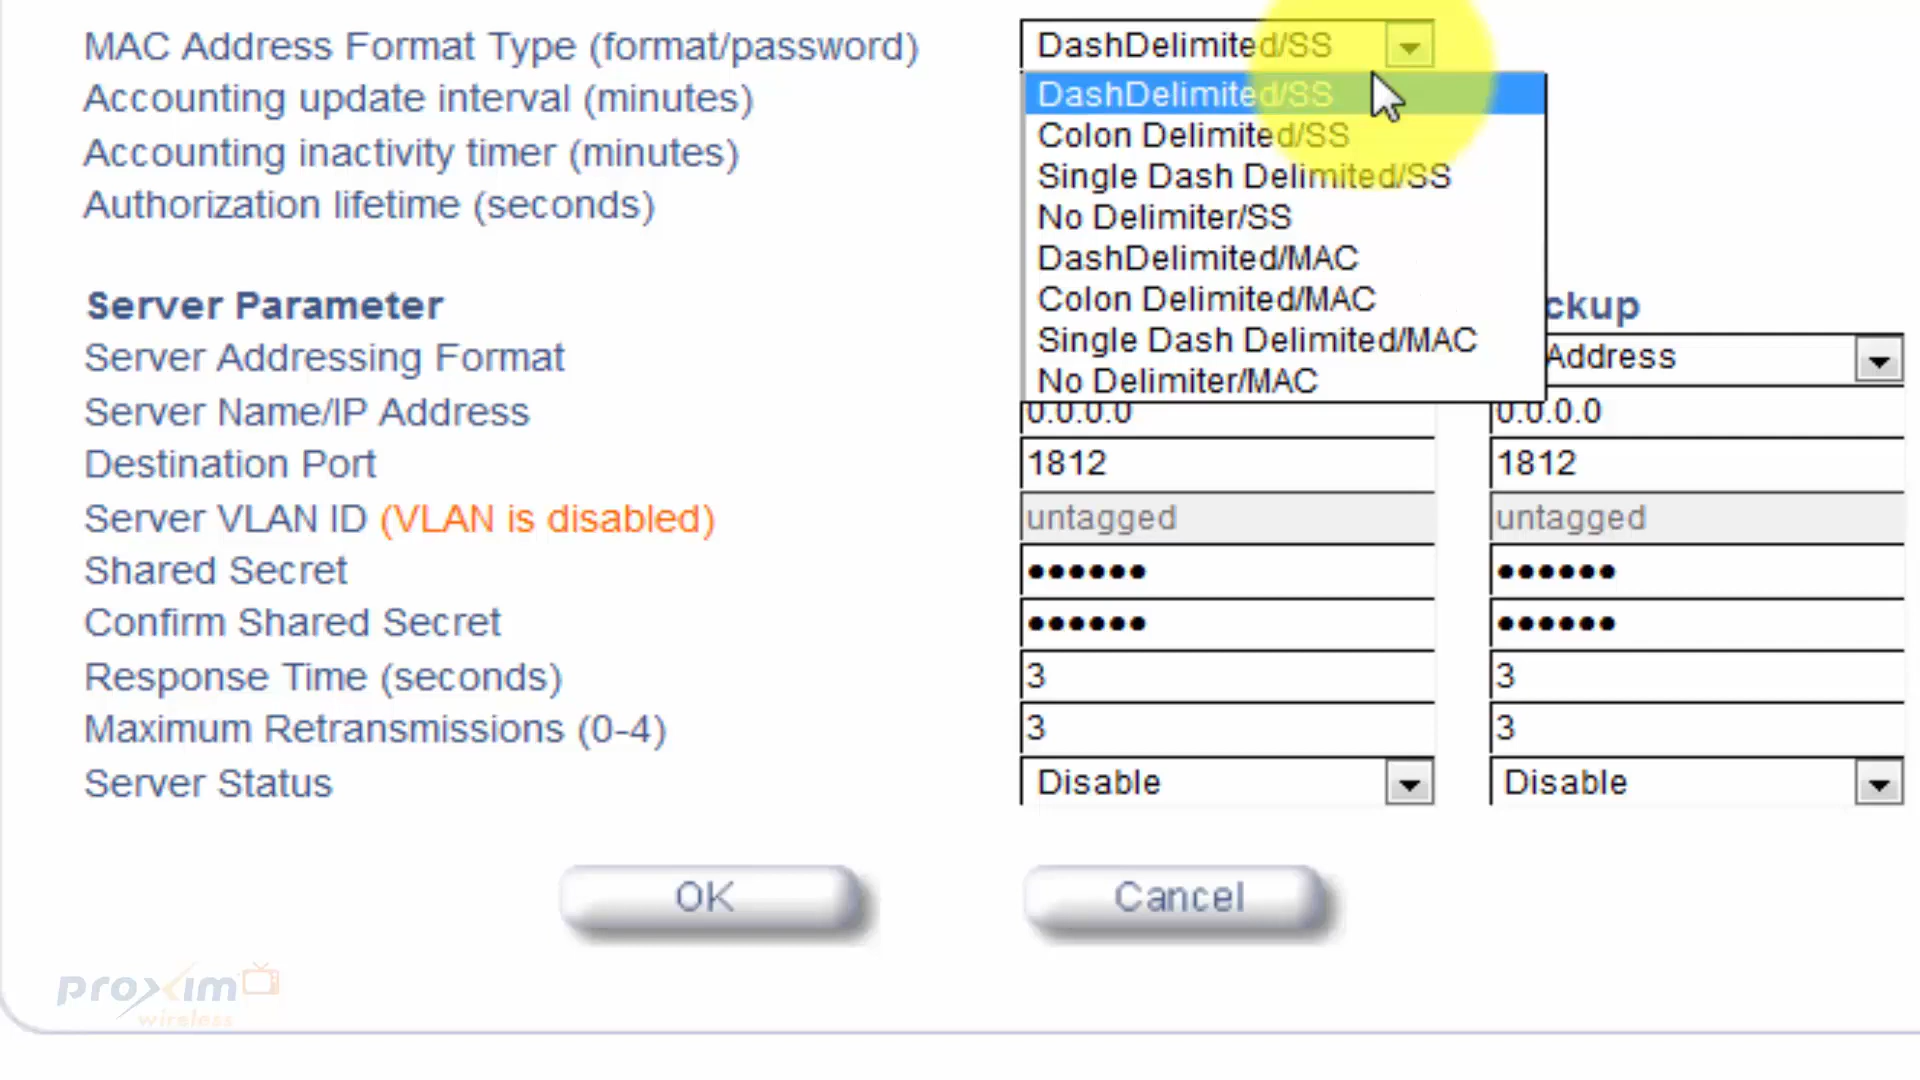 MAC Address Format Type (format/password) DashDelimited/SS
DashDelimited/SS
Accounting update interval (minutes)
Colon Delimited/SS
Accounting inactivity timer (minutes)
Single Dash Delimited/SS
Authorization lifetime (seconds)
No Delimiter/SS
DashDelimited/MAC
Colon Delimited/MAC
Single Dash Delimited/MAC
No Delimiter/MAC
Server Parameter ckup
Server Addressing Format Address
Server Name/IP Address 0.0.0.0 0.0.0.0
Destination Port 1812 1812
Server VLAN ID (VLAN is disabled) untagged untagged
Shared Secret •••••• ••••••
Confirm Shared Secret •••••• ••••••
Response Time (seconds) 3 3
Maximum Retransmissions (0-4) 3 3
Server Status Disable Disable
OK Cancel
proxim
wireless